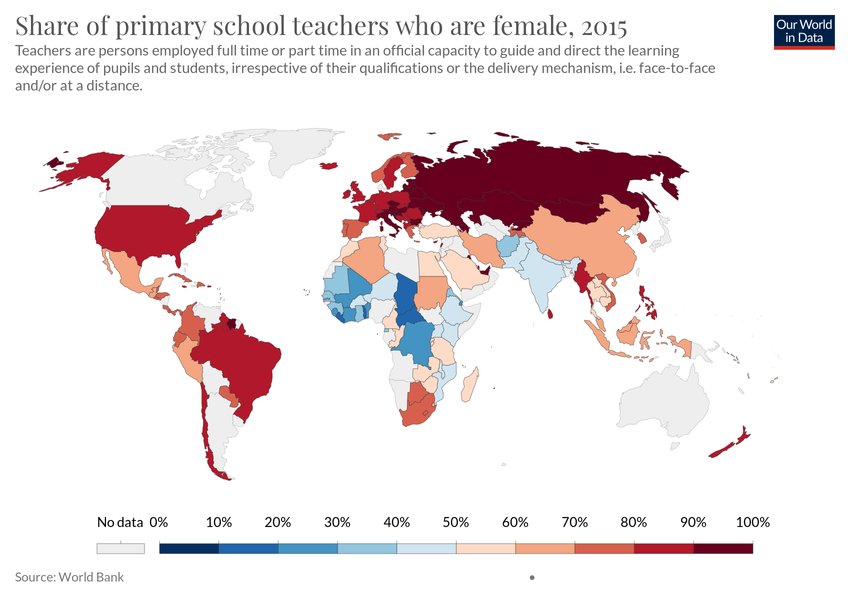 Share of primary school teachers who are female, 2015
Our World
in Data
Teachers are persons employed full time or part time in an official capacity to guide and direct the learning
experience of pupils and students, irrespective of their qualifications or the delivery mechanism, i.e. face-to-face
and/or at a distance.
No data 0% 10% 20% 30% 40% 50% 60% 70% 80% 90% 100%
Source: World Bank